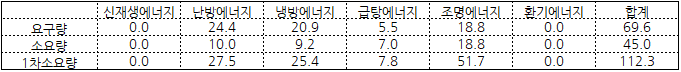 신재생에너지 난방에너지 냉방에너지 급탕에너지 조명에너지 환기에너지 합계
요구량 0.0 24.4 20.9 5.5 18.8 0.0 69.6
소요량 0.0 10.0 9.2 7.0 18.8 0.0 45.0
1차소요량 0.0 27.5 25.4 7.8 51.7 0.0 112.3